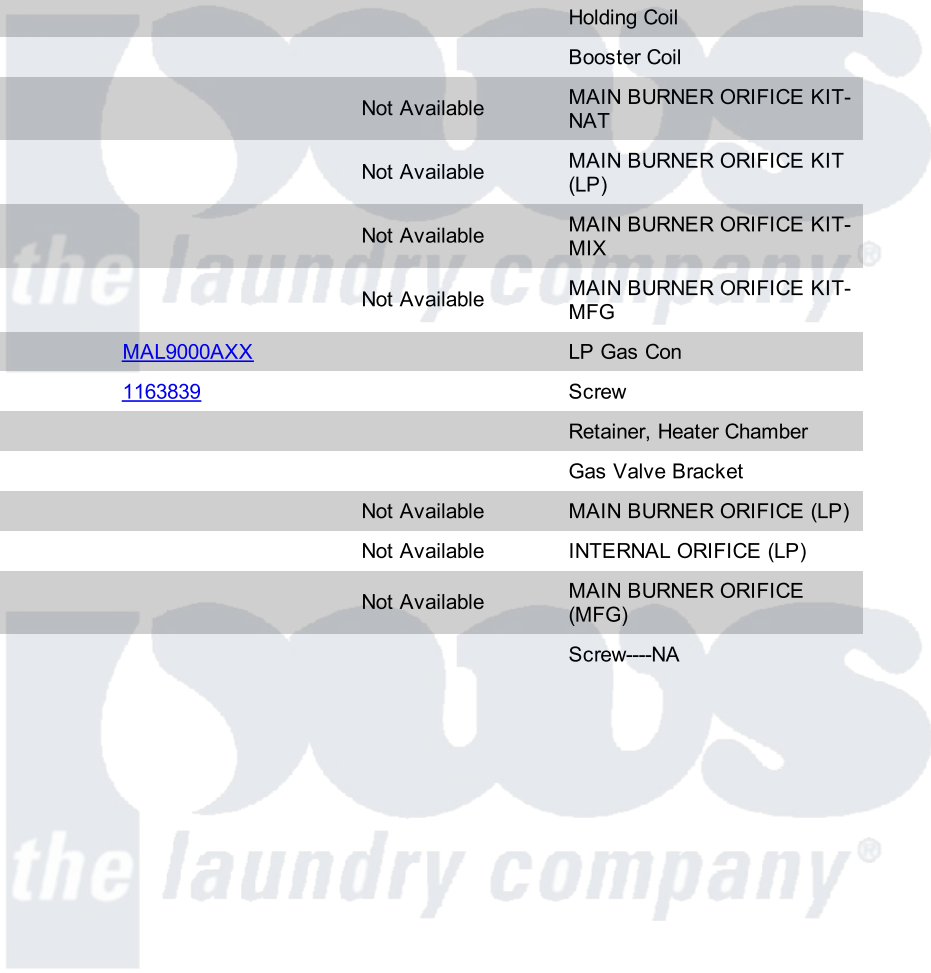 Holding Coil
Booster Coil
Not Available MAIN BURNER ORIFICE KIT-
NAT
Not Available MAIN BURNER ORIFICE KIT
(LP)
Not Available MAIN BURNER ORIFICE KIT-
MIX
Not Available MAIN BURNER ORIFICE KIT-
MFG
MAL9000AXX LP Gas Con
1163839 Screw
Retainer, Heater Chamber
Gas Valve Bracket
Not Available MAIN BURNER ORIFICE (LP)
Not Available INTERNAL ORIFICE (LP)
Not Available MAIN BURNER ORIFICE
(MFG)
Screw----NA
pws
the laundry company®
pws
the laundry company®